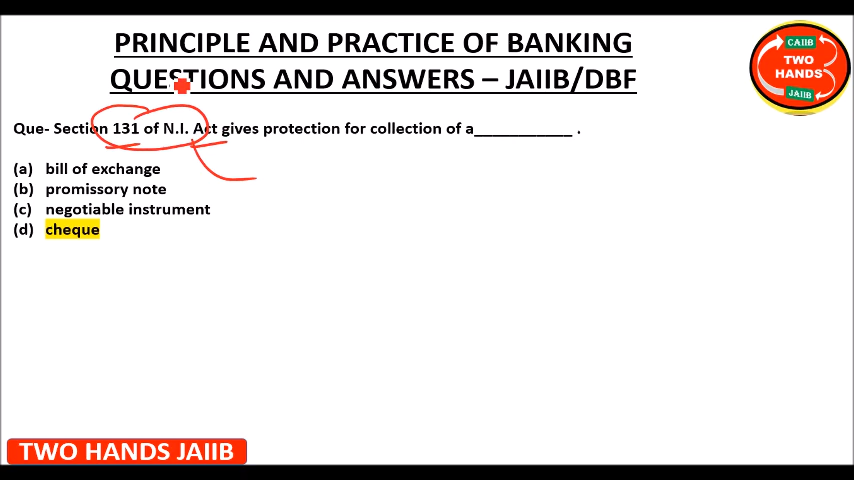 PRINCIPLE AND PRACTICE OF BANKING
QUESTIONS AND ANSWERS – JAIIB/DBF
CAIIB
TWO
HANDS
JAIIB
Que- Section 131 of N.I. Act gives protection for collection of a____________ .
(a) bill of exchange
(b) promissory note
(c) negotiable instrument
(d) cheque
TWO HANDS JAIIB